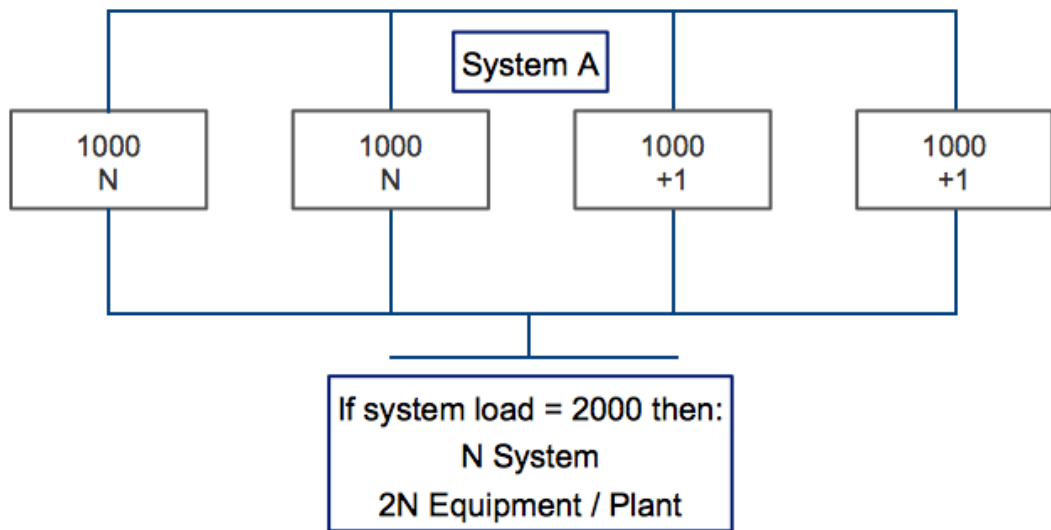 System A
1000
N
1000
N
1000
+1
1000
+1
If system load = 2000 then:
N System
2N Equipment / Plant